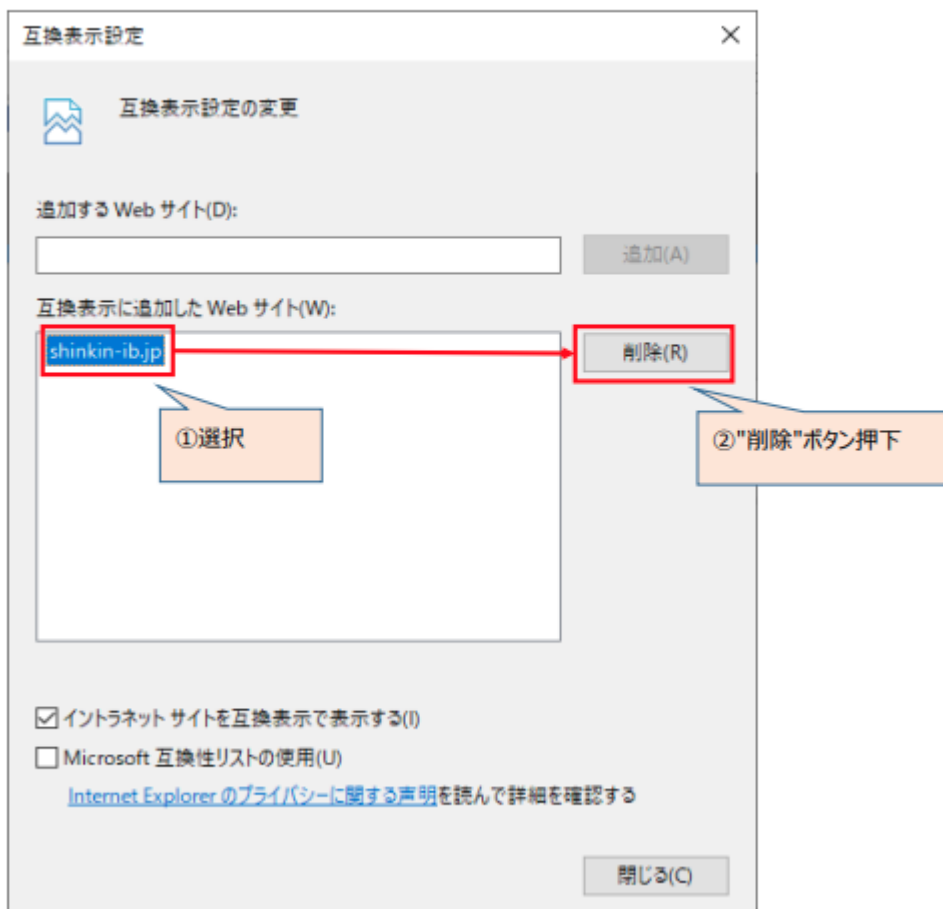 互換表示設定
互換表示設定の変更
追加する Web サイト(D):
追加(A)
互換表示に追加した Web サイト(W):
shinkin-ib.jp
削除(R)
①選択
②"削除"ボタン押下
イントラネット サイトを互換表示で表示する(I)
Microsoft 互換性リストの使用(U)
Internet Explorer のプライバシーに関する声明を読んで詳細を確認する
閉じる(C)